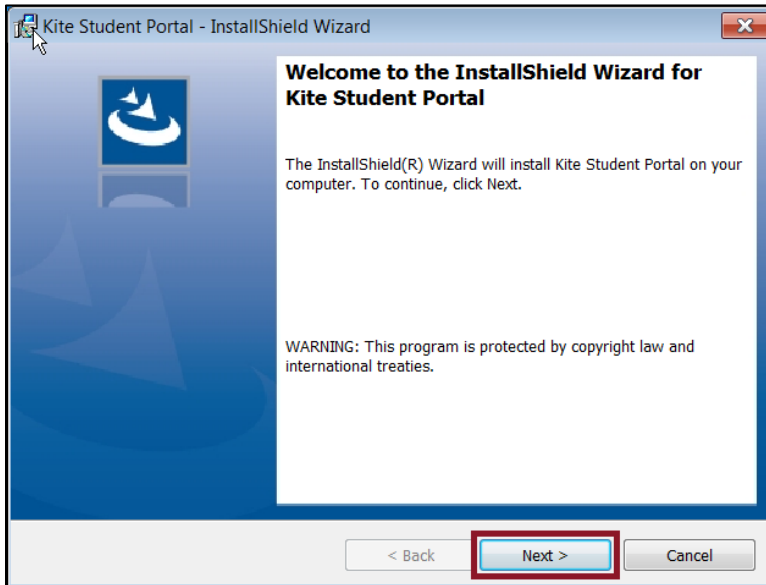 Kite Student Portal - InstallShield Wizard
Welcome to the InstallShield Wizard for
Kite Student Portal
The InstallShield(R) Wizard will install Kite Student Portal on your
computer. To continue, click Next.
WARNING: This program is protected by copyright law and
international treaties.
< Back Next > Cancel